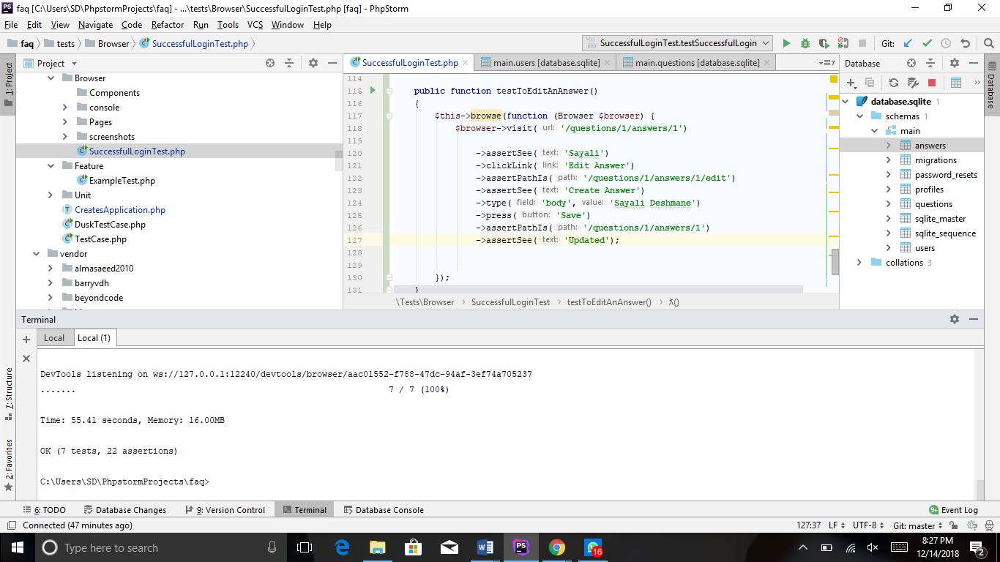 faq [C:\Users\SD\PhpstormProjects\faq] - ...\tests\Browser\SuccessfulLoginTest.php [faq] - PhpStorm
File Edit View Navigate Code Refactor Run Tools VCS Window Help
faq tests Browser SuccessfulLoginTest.php SuccessfulLoginTest.testSuccessfulLogin Git:
1: Project
Project
Browser
Components
console
Pages
screenshots
SuccessfulLoginTest.php
Feature
ExampleTest.php
Unit
CreatesApplication.php
DuskTestCase.php
TestCase.php
vendor
almasaeed2010
barryvdh
beyondcode
SuccessfulLoginTest.php main.users [database.sqlite] main.questions [database.sqlite] 7
114
115 public function testToEditAnAnswer()
116 {
117 $this->browse(function (Browser $browser) {
118 $browser->visit( url: '/questions/1/answers/1')
119
120 ->assertSee( text: 'Sayali')
121 ->clickLink( link: 'Edit Answer')
122 ->assertPathIs( path: '/questions/1/answers/1/edit')
123 ->assertSee( text: 'Create Answer')
124 ->type( field: 'body', value: 'Sayali Deshmane')
125 ->press( button: 'Save')
126 ->assertPathIs( path: '/questions/1/answers/1')
127 ->assertSee( text: 'Updated');
128
129
130 });
131 }
\Tests\Browser SuccessfulLoginTest testToEditAnAnswer() λ()
Database
database.sqlite 1
schemas 1
main
answers
migrations
password_resets
profiles
questions
sqlite_master
sqlite_sequence
users
collations 3
Database
Terminal
Local Local (1)
DevTools listening on ws://127.0.0.1:12240/devtools/browser/aac01552-f788-47dc-94af-3ef74a705237
....... 7 / 7 (100%)
Time: 55.41 seconds, Memory: 16.00MB
OK (7 tests, 22 assertions)
C:\Users\SD\PhpstormProjects\faq>
7: Structure
2: Favorites
6: TODO Database Changes 9: Version Control Terminal Database Console 9+ Event Log
Connected (47 minutes ago) 127:37 LF UTF-8 Git: master
Type here to search
16
8:27 PM
12/14/2018
2